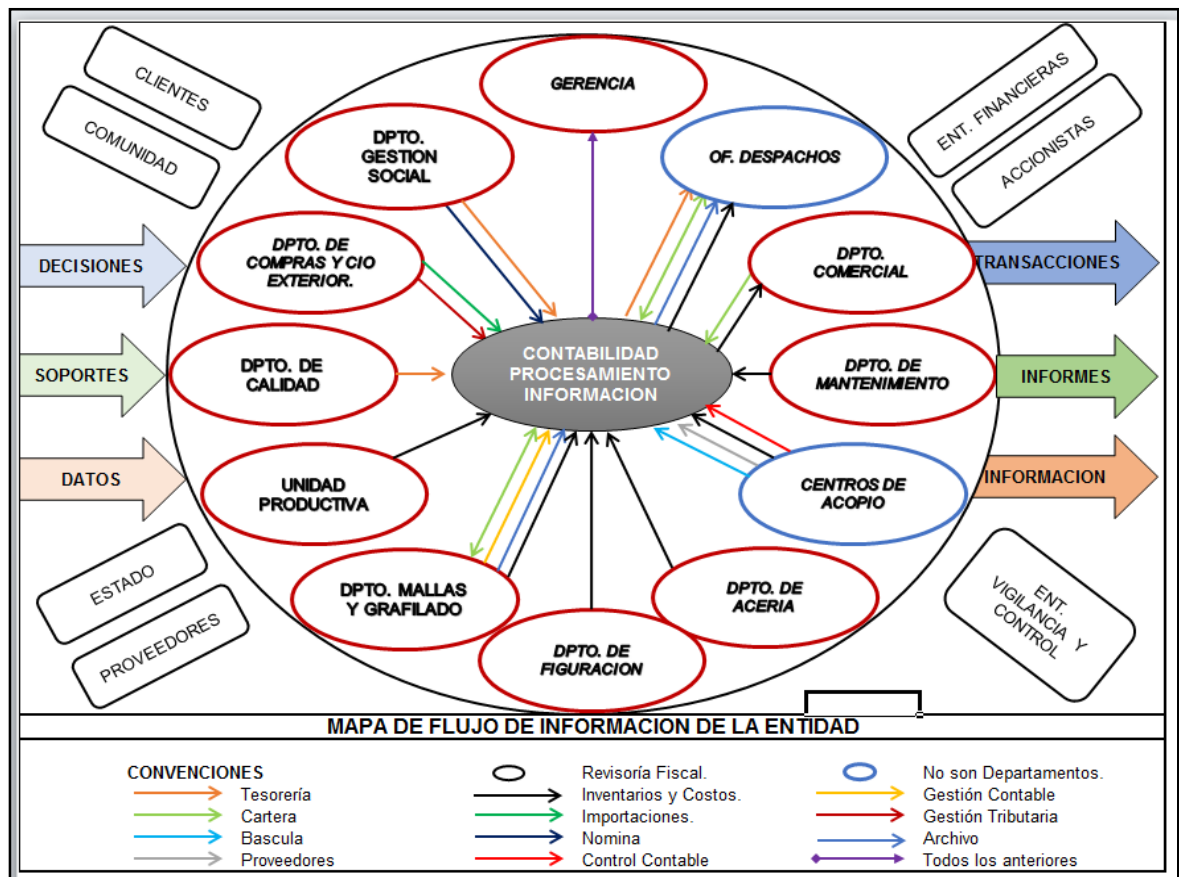 CLIENTES
COMUNIDAD
GERENCIA
ENT. FINANCIERAS
ACCIONISTAS
DPTO.
GESTION
SOCIAL
OF. DESPACHOS
DPTO. DE
COMPRAS Y CIO
EXTERIOR.
DPTO.
COMERCIAL
DECISIONES
TRANSACCIONES
CONTABILIDAD
PROCESAMIENTO
INFORMACION
SOPORTES
DPTO. DE
CALIDAD
DPTO. DE
MANTENIMIENTO
INFORMES
DATOS
UNIDAD
PRODUCTIVA
CENTROS DE
ACOPIO
INFORMACION
ESTADO
PROVEEDORES
DPTO. MALLAS
Y GRAFILADO
DPTO. DE
FIGURACION
DPTO. DE
ACERIA
ENT.
VIGILANCIA Y
CONTROL
MAPA DE FLUJO DE INFORMACION DE LA ENTIDAD
CONVENCIONES
Tesorería
Cartera
Bascula
Proveedores
Revisoría Fiscal.
Inventarios y Costos.
Importaciones.
Nomina
Control Contable
No son Departamentos.
Gestión Contable
Gestión Tributaria
Archivo
Todos los anteriores